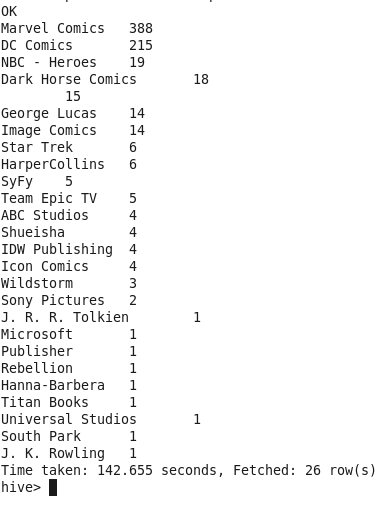 OK
Marvel Comics 388
DC Comics 215
NBC - Heroes 19
Dark Horse Comics 18
15
George Lucas 14
Image Comics 14
Star Trek 6
HarperCollins 6
SyFy 5
Team Epic TV 5
ABC Studios 4
Shueisha 4
IDW Publishing 4
Icon Comics 4
Wildstorm 3
Sony Pictures 2
J. R. R. Tolkien 1
Microsoft 1
Publisher 1
Rebellion 1
Hanna-Barbera 1
Titan Books 1
Universal Studios 1
South Park 1
J. K. Rowling 1
Time taken: 142.655 seconds, Fetched: 26 row(s)
hive>